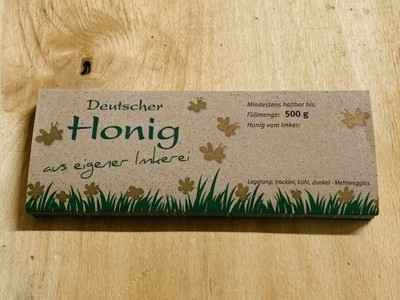 Deutscher
Honig
aus eigener Imkerei
Mindestens haltbar bis:
Füllmenge: 500 g
Honig vom Imker:
Lagerung: trocken, kühl, dunkel - Mehrwegglas